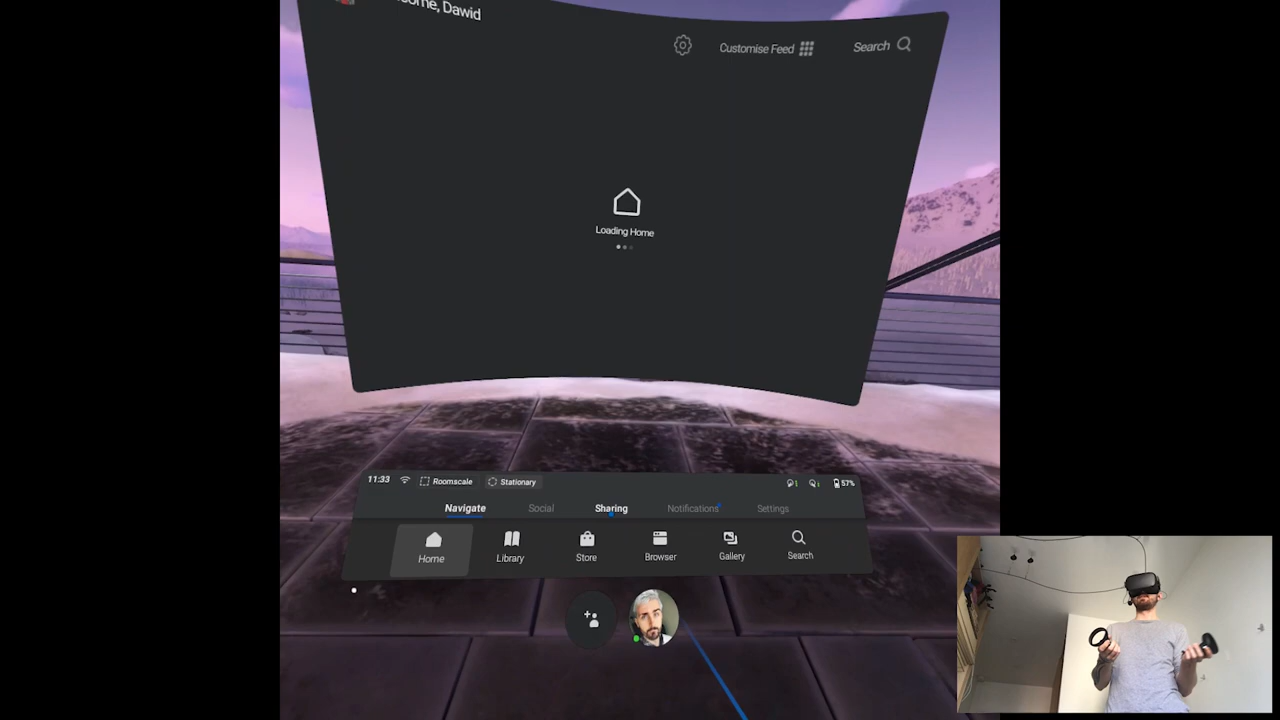 Dawid
Customise Feed
Search
Loading Home
11:33
Roomscale
Stationary
57%
Navigate
Social
Sharing
Notifications
Settings
Home
Library
Store
Browser
Gallery
Search